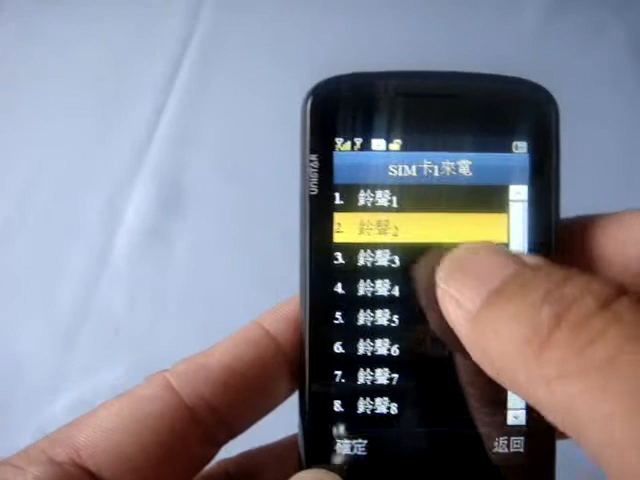 UNISTAR
SIM卡1來電
1. 鈴聲1
2. 鈴聲2
3. 鈴聲3
4. 鈴聲4
5. 鈴聲5
6. 鈴聲6
7. 鈴聲7
8. 鈴聲8
確定 返回